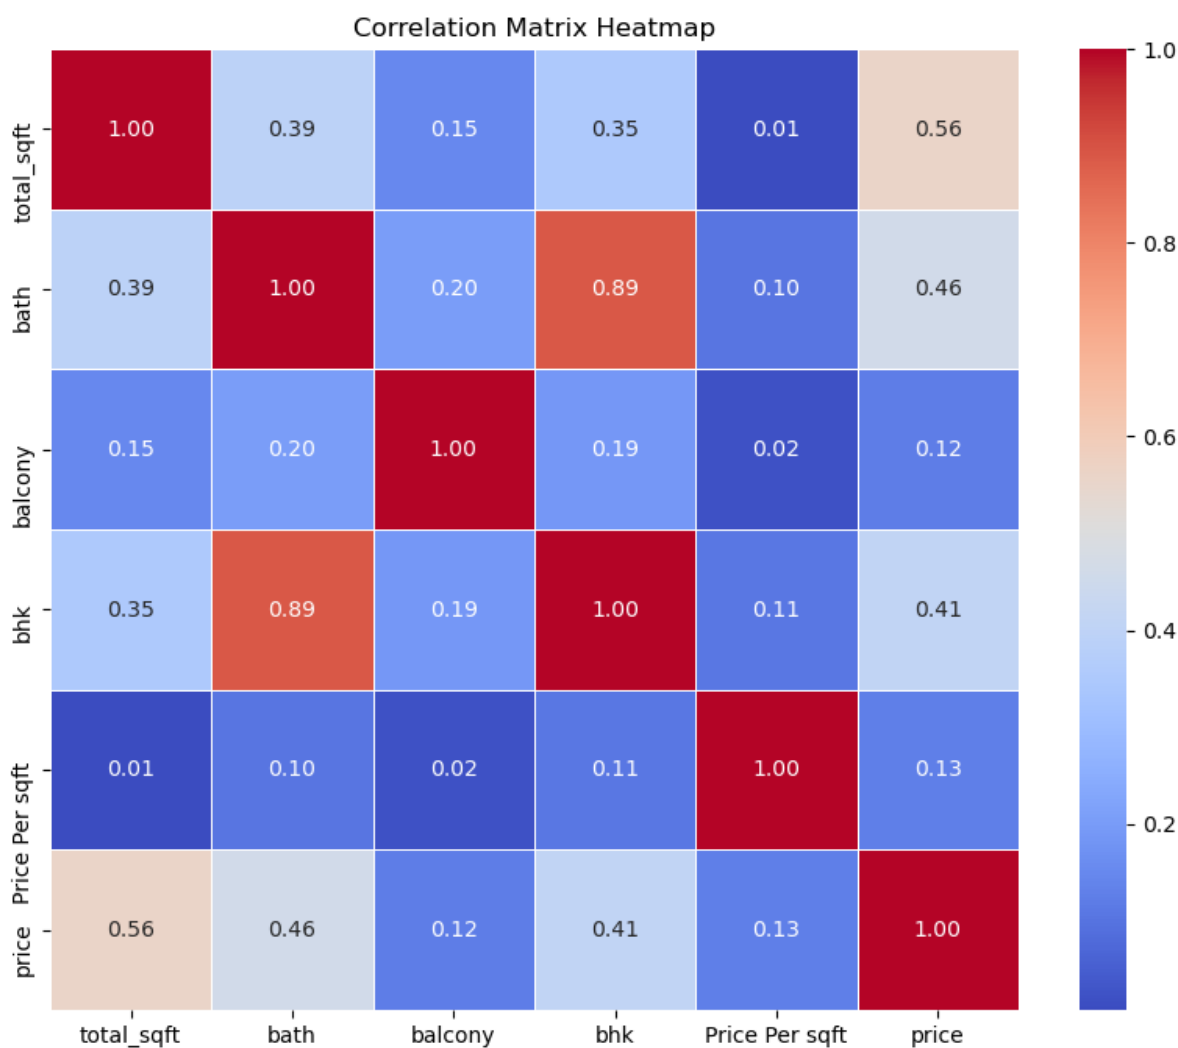 Correlation Matrix Heatmap
total_sqft 1.00 0.39 0.15 0.35 0.01 0.56
bath 0.39 1.00 0.20 0.89 0.10 0.46
balcony 0.15 0.20 1.00 0.19 0.02 0.12
bhk 0.35 0.89 0.19 1.00 0.11 0.41
Price Per sqft 0.01 0.10 0.02 0.11 1.00 0.13
price 0.56 0.46 0.12 0.41 0.13 1.00
total_sqft bath balcony bhk Price Per sqft price
1.0
0.8
0.6
0.4
0.2